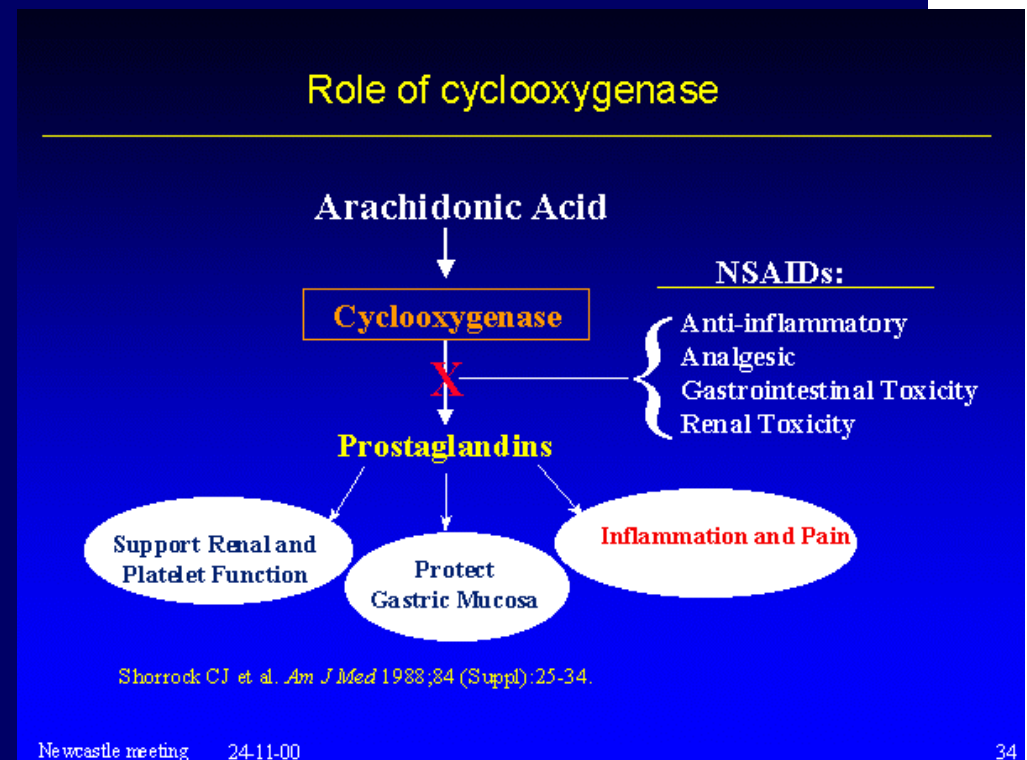 Role of cyclooxygenase
Arachidonic Acid
Cyclooxygenase
X
Prostaglandins
NSAIDs:
Anti-inflammatory
Analgesic
Gastrointestinal Toxicity
Renal Toxicity
Support Renal and
Platelet Function
Protect
Gastric Mucosa
Inflammation and Pain
Shorrock CJ et al. Am J Med 1988;84 (Suppl):25-34.
Newcastle meeting 24-11-00 34